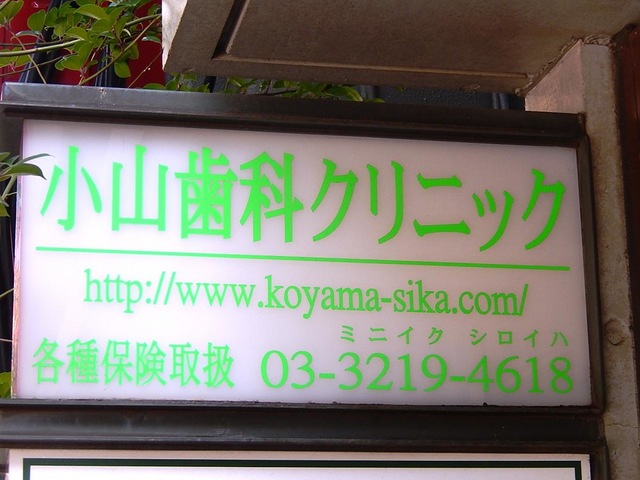 小山歯科クリニック
http://www.koyama-sika.com/
ミニイク シロイハ
各種保険取扱 03-3219-4618